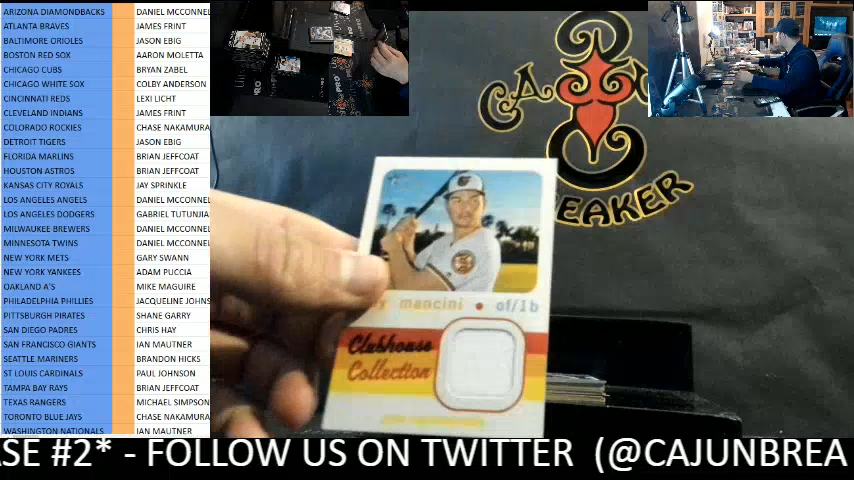 ARIZONA DIAMONDBACKS DANIEL MCCONNEL
ATLANTA BRAVES JAMES FRINT
BALTIMORE ORIOLES JASON EBIG
BOSTON RED SOX AARON MOLETTA
CHICAGO CUBS BRYAN ZABEL
CHICAGO WHITE SOX COLBY ANDERSON
CINCINNATI REDS LEXI LICHT
CLEVELAND INDIANS JAMES FRINT
COLORADO ROCKIES CHASE NAKAMURA
DETROIT TIGERS JASON EBIG
FLORIDA MARLINS BRIAN JEFFCOAT
HOUSTON ASTROS BRIAN JEFFCOAT
KANSAS CITY ROYALS JAY SPRINKLE
LOS ANGELES ANGELS DANIEL MCCONNEL
LOS ANGELES DODGERS GABRIEL TUTUNJIA
MILWAUKEE BREWERS DANIEL MCCONNEL
MINNESOTA TWINS DANIEL MCCONNEL
NEW YORK METS GARY SWANN
NEW YORK YANKEES ADAM PUCCIA
OAKLAND A'S MIKE MAGUIRE
PHILADELPHIA PHILLIES JACQUELINE JOHNS
PITTSBURGH PIRATES SHANE GARRY
SAN DIEGO PADRES CHRIS HAY
SAN FRANCISCO GIANTS IAN MAUTNER
SEATTLE MARINERS BRANDON HICKS
ST LOUIS CARDINALS PAUL JOHNSON
TAMPA BAY RAYS BRIAN JEFFCOAT
TEXAS RANGERS MICHAEL SIMPSON
TORONTO BLUE JAYS CHASE NAKAMURA
WASHINGTON NATIONALS IAN MAUTNER
CAJUN
BREAKER
y mancini • of/1b
Clubhouse
Collection
SE #2* - FOLLOW US ON TWITTER (@CAJUNBREA